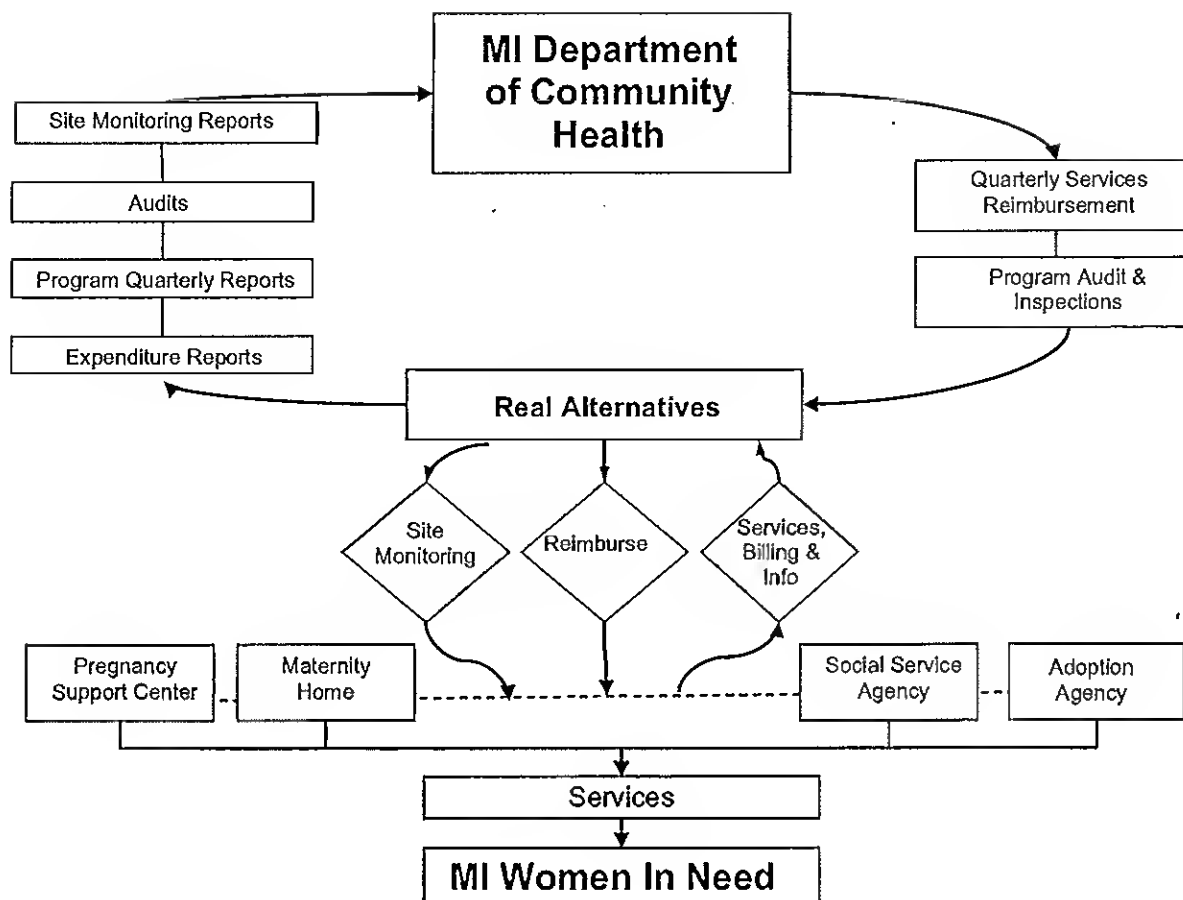 MI Department
of Community
Health
Site Monitoring Reports
Audits
Program Quarterly Reports
Expenditure Reports
Quarterly Services
Reimbursement
Program Audit &
Inspections
Real Alternatives
Site
Monitoring
Reimburse
Services,
Billing &
Info
Pregnancy
Support Center
Maternity
Home
Social Service
Agency
Adoption
Agency
Services
MI Women In Need